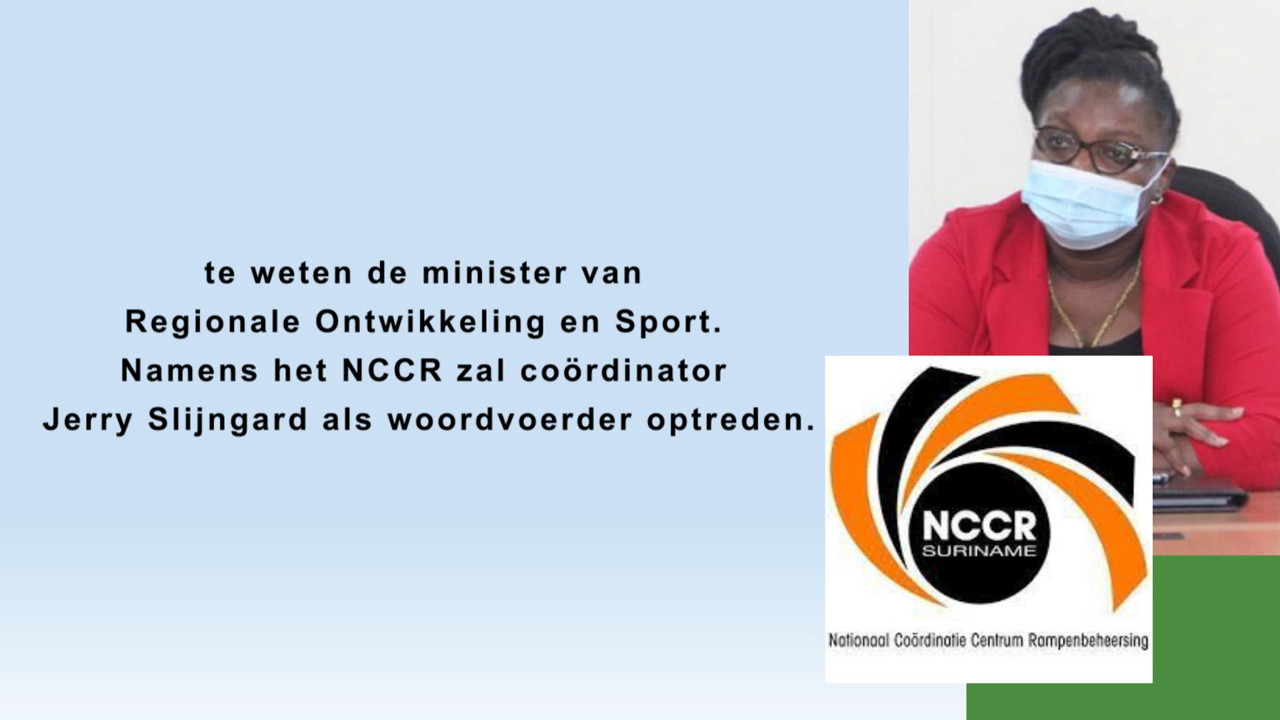 te weten de minister van
Regionale Ontwikkeling en Sport.
Namens het NCCR zal coördinator
Jerry Slijngard als woordvoerder optreden.
NCCR
SURINAME
Nationaal Coördinatie Centrum Rampenbeheersing